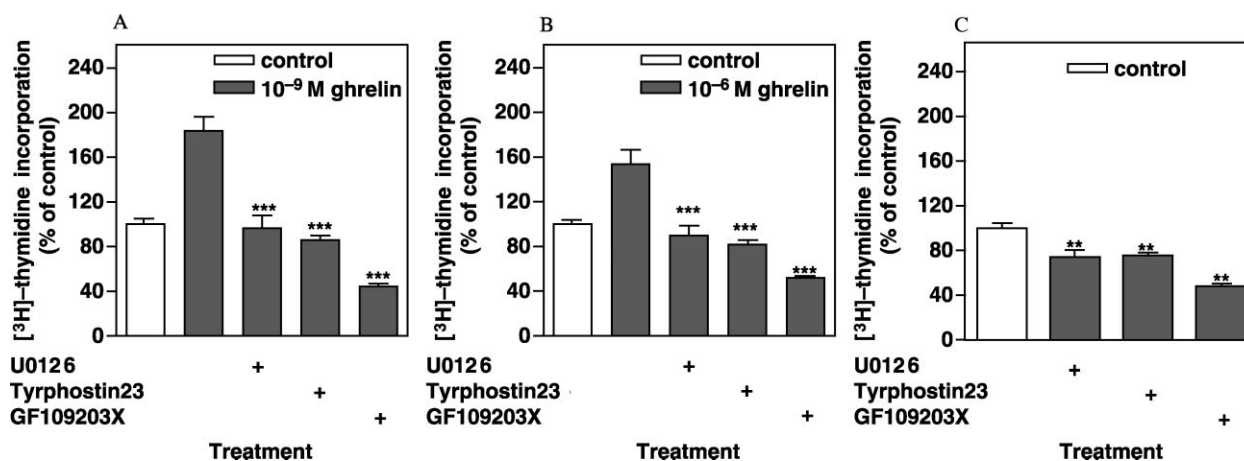 A
[³H]–thymidine incorporation
(% of control)
240
200
160
120
80
40
0
control
10⁻⁹ M ghrelin
***
***
***
U0126 +
Tyrphostin23 +
GF109203X +
Treatment
B
[³H]–thymidine incorporation
(% of control)
240
200
160
120
80
40
0
control
10⁻⁶ M ghrelin
***
***
***
U0126 +
Tyrphostin23 +
GF109203X +
Treatment
C
[³H]–thymidine incorporation
(% of control)
240
200
160
120
80
40
0
control
**
**
**
U0126 +
Tyrphostin23 +
GF109203X +
Treatment